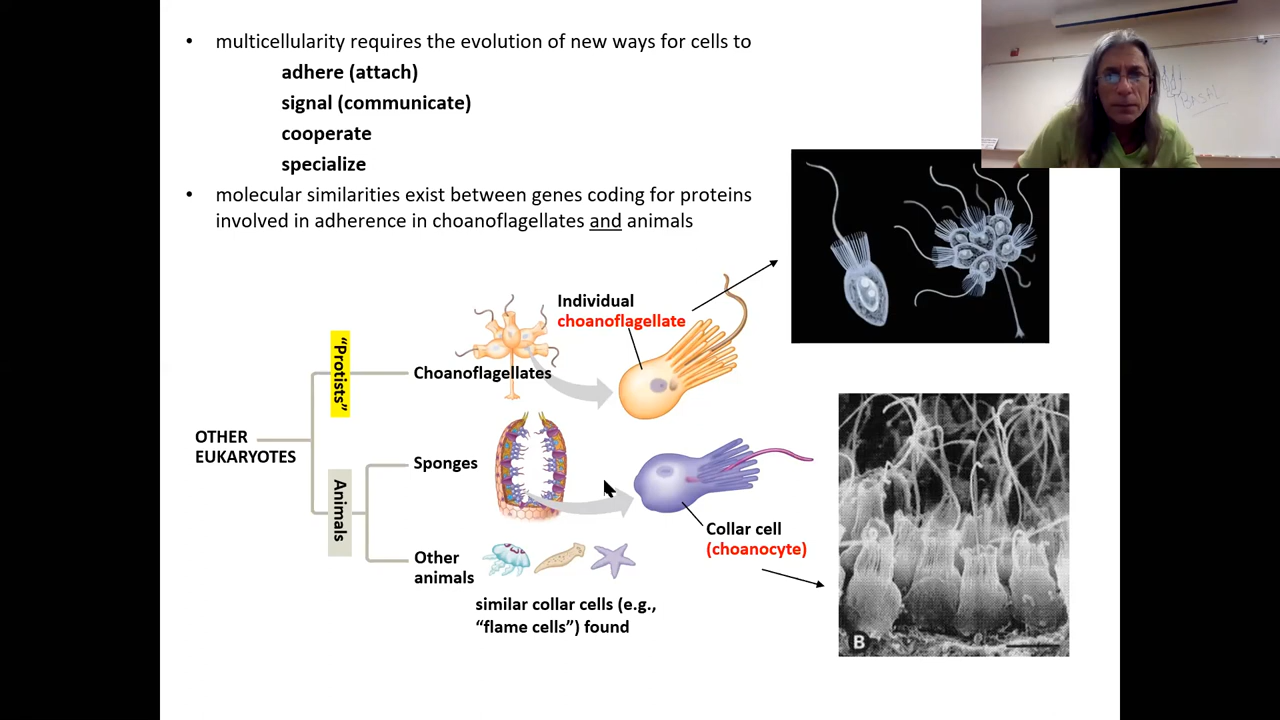 • multicellularity requires the evolution of new ways for cells to
adhere (attach)
signal (communicate)
cooperate
specialize
• molecular similarities exist between genes coding for proteins
involved in adherence in choanoflagellates and animals
Individual
choanoflagellate
"Protists"
Choanoflagellates
OTHER
EUKARYOTES
Sponges
Animals
Collar cell
(choanocyte)
Other
animals
similar collar cells (e.g.,
“flame cells”) found
B